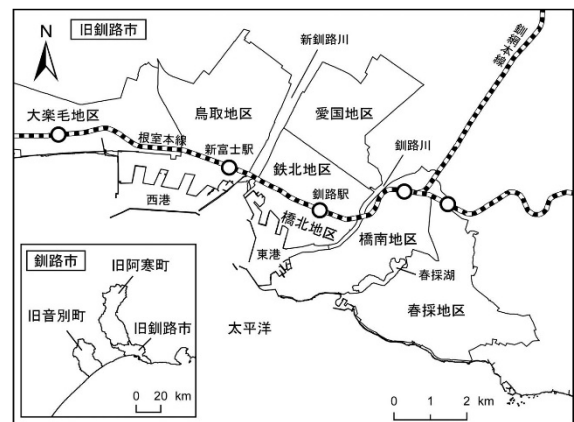 N
旧釧路市
新釧路川
釧網本線
大楽毛地区
鳥取地区
愛国地区
根室本線
新富士駅
鉄北地区
釧路川
西港
釧路駅
橋北地区
東港
橋南地区
春採湖
春採地区
太平洋
0 1 2 km
釧路市
旧阿寒町
旧音別町
旧釧路市
0 20 km